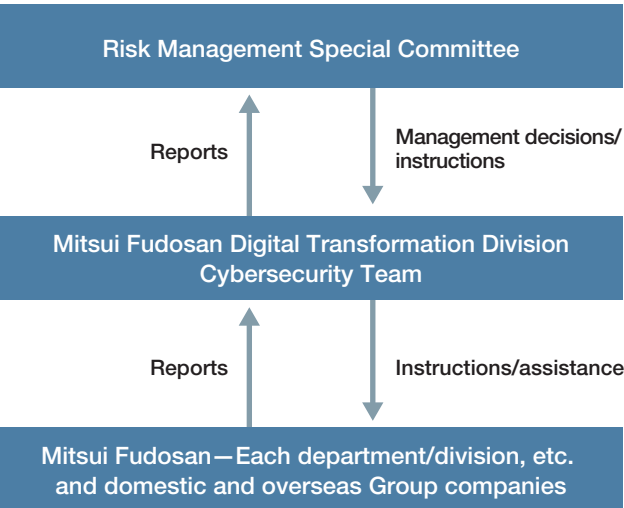 Risk Management Special Committee
Reports
Management decisions/
instructions
Mitsui Fudosan Digital Transformation Division
Cybersecurity Team
Reports
Instructions/assistance
Mitsui Fudosan—Each department/division, etc.
and domestic and overseas Group companies